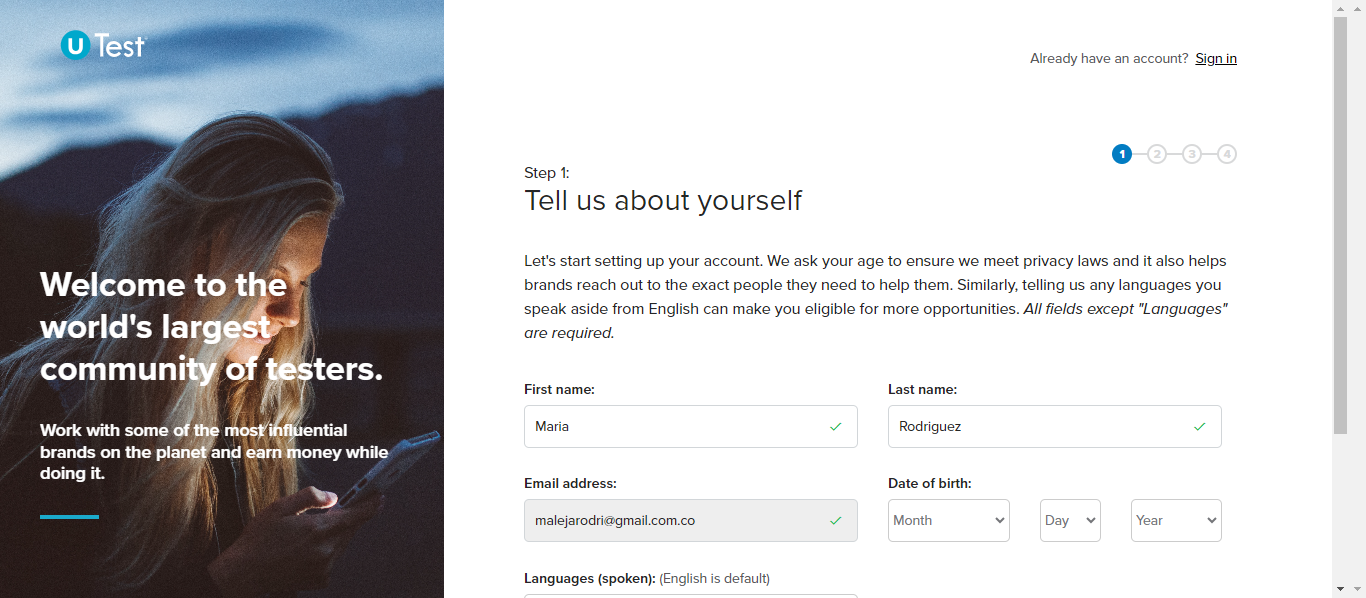 U Test
Already have an account? Sign in
1 2 3 4
Step 1:
Tell us about yourself
Let's start setting up your account. We ask your age to ensure we meet privacy laws and it also helps
brands reach out to the exact people they need to help them. Similarly, telling us any languages you
speak aside from English can make you eligible for more opportunities. All fields except "Languages"
are required.
Welcome to the
world's largest
community of testers.
Work with some of the most influential
brands on the planet and earn money while
doing it.
First name:
Last name:
Maria
Rodriguez
Email address:
Date of birth:
malejarodri@gmail.com.co
Month
Day
Year
Languages (spoken): (English is default)